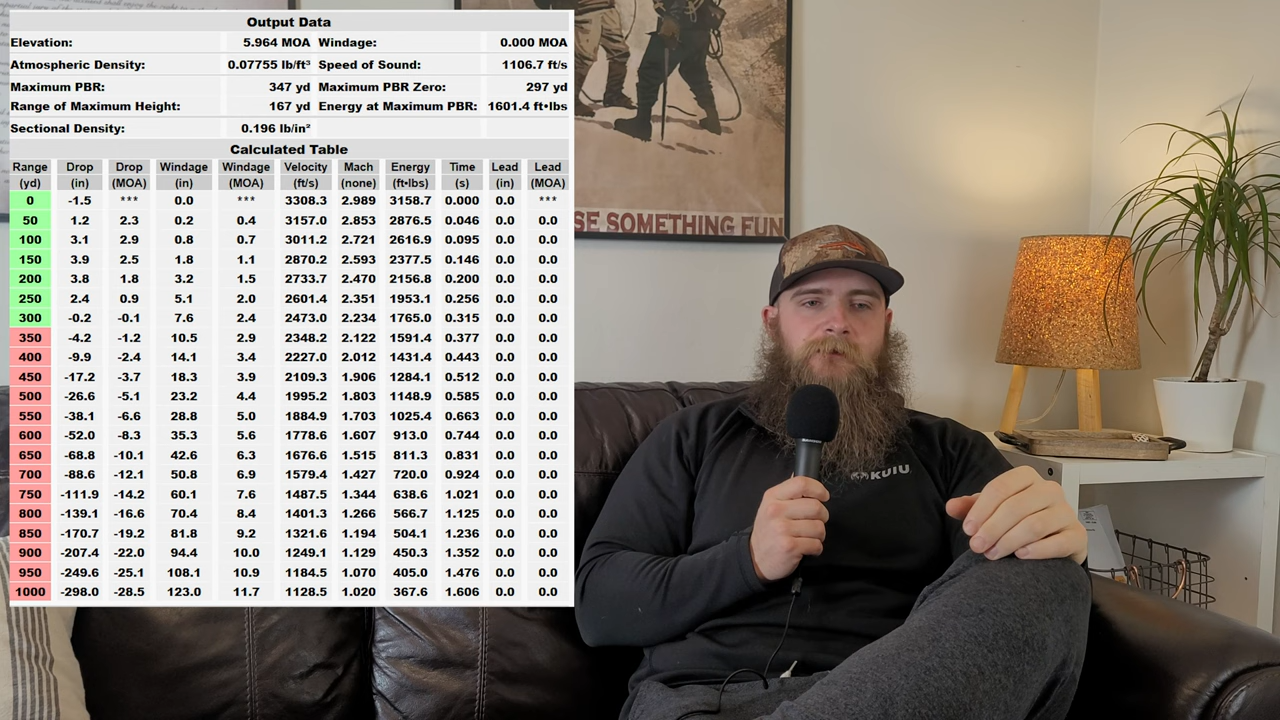 Output Data
Elevation: 5.964 MOA Windage: 0.000 MOA
Atmospheric Density: 0.07755 lb/ft³ Speed of Sound: 1106.7 ft/s
Maximum PBR: 347 yd Maximum PBR Zero: 297 yd
Range of Maximum Height: 167 yd Energy at Maximum PBR: 1601.4 ft•lbs
Sectional Density: 0.196 lb/in²
Calculated Table
Range Drop Drop Windage Windage Velocity Mach Energy Time Lead Lead
(yd) (in) (MOA) (in) (MOA) (ft/s) (none) (ft•lbs) (s) (in) (MOA)
0 -1.5 *** 0.0 *** 3308.3 2.989 3158.7 0.000 0.0 ***
50 1.2 2.3 0.2 0.4 3157.0 2.853 2876.5 0.046 0.0 0.0
100 3.1 2.9 0.8 0.7 3011.2 2.721 2616.9 0.095 0.0 0.0
150 3.9 2.5 1.8 1.1 2870.2 2.593 2377.5 0.146 0.0 0.0
200 3.8 1.8 3.2 1.5 2733.7 2.470 2156.8 0.200 0.0 0.0
250 2.4 0.9 5.1 2.0 2601.4 2.351 1953.1 0.256 0.0 0.0
300 -0.2 -0.1 7.6 2.4 2473.0 2.234 1765.0 0.315 0.0 0.0
350 -4.2 -1.2 10.5 2.9 2348.2 2.122 1591.4 0.377 0.0 0.0
400 -9.9 -2.4 14.1 3.4 2227.0 2.012 1431.4 0.443 0.0 0.0
450 -17.2 -3.7 18.3 3.9 2109.3 1.906 1284.1 0.512 0.0 0.0
500 -26.6 -5.1 23.2 4.4 1995.2 1.803 1148.9 0.585 0.0 0.0
550 -38.1 -6.6 28.8 5.0 1884.9 1.703 1025.4 0.663 0.0 0.0
600 -52.0 -8.3 35.3 5.6 1778.6 1.607 913.0 0.744 0.0 0.0
650 -68.8 -10.1 42.6 6.3 1676.6 1.515 811.3 0.831 0.0 0.0
700 -88.6 -12.1 50.8 6.9 1579.4 1.427 720.0 0.924 0.0 0.0
750 -111.9 -14.2 60.1 7.6 1487.5 1.344 638.6 1.021 0.0 0.0
800 -139.1 -16.6 70.4 8.4 1401.3 1.266 566.7 1.125 0.0 0.0
850 -170.7 -19.2 81.8 9.2 1321.6 1.194 504.1 1.236 0.0 0.0
900 -207.4 -22.0 94.4 10.0 1249.1 1.129 450.3 1.352 0.0 0.0
950 -249.6 -25.1 108.1 10.9 1184.5 1.070 405.0 1.476 0.0 0.0
1000 -298.0 -28.5 123.0 11.7 1128.5 1.020 367.6 1.606 0.0 0.0
SE SOMETHING FUN
KUIU